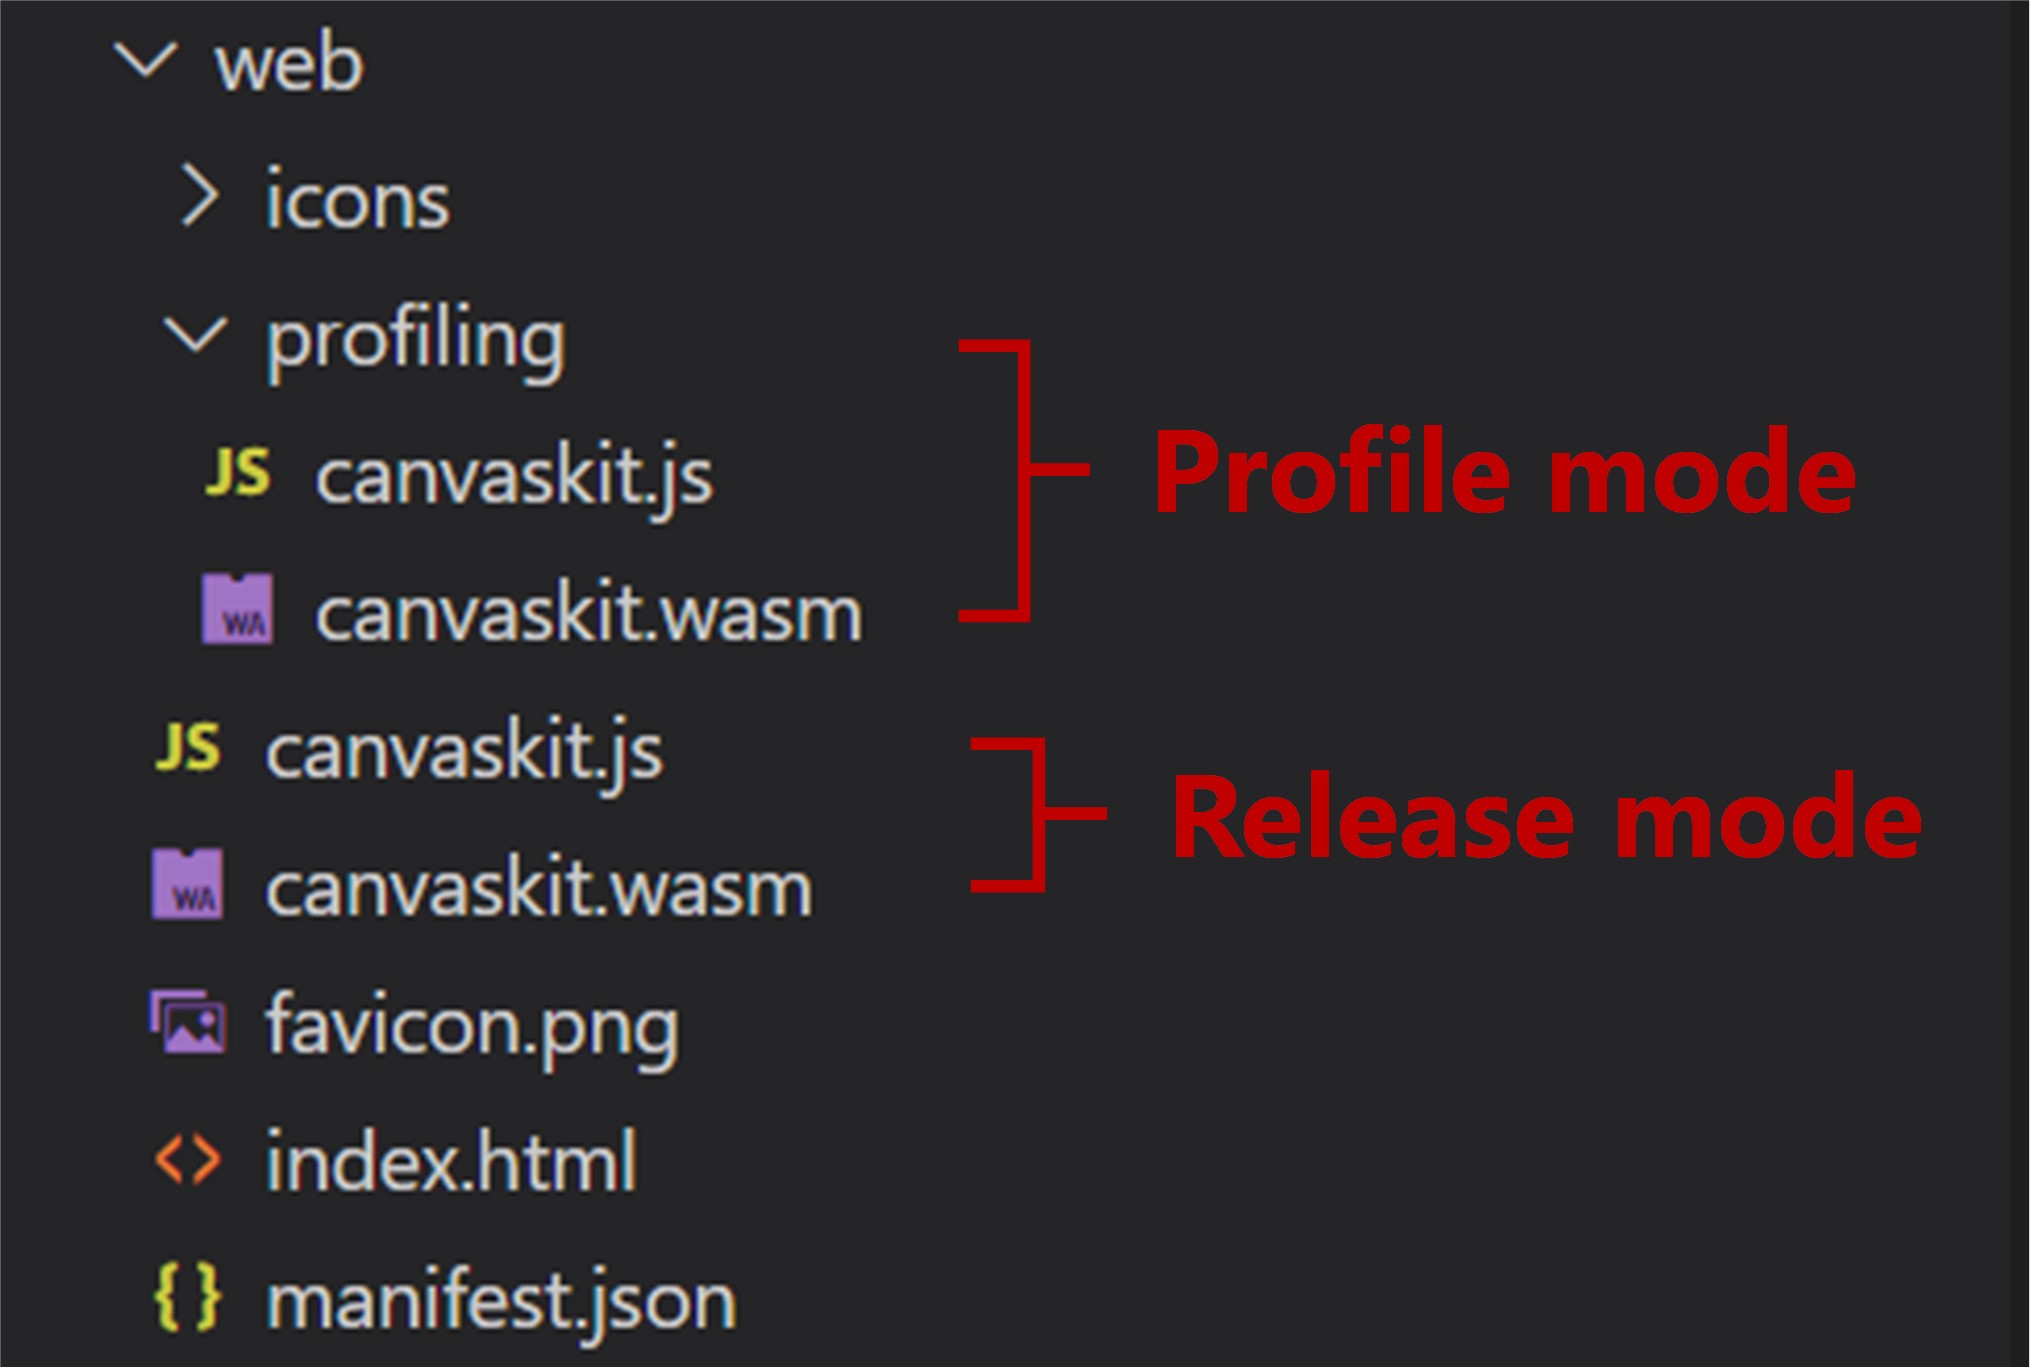 web
icons
profiling
JS canvaskit.js
WA canvaskit.wasm
Profile mode
JS canvaskit.js
WA canvaskit.wasm
Release mode
favicon.png
<> index.html
{} manifest.json